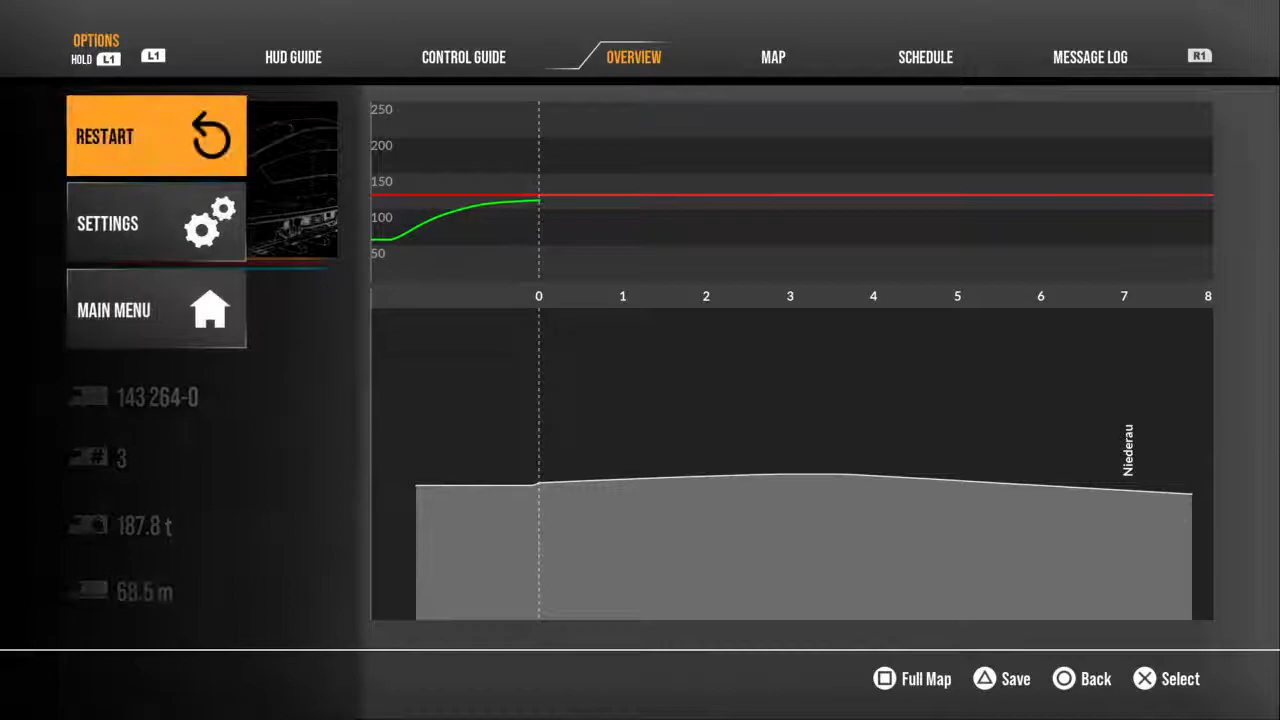 OPTIONS
HOLD L1 L1 HUD GUIDE CONTROL GUIDE OVERVIEW MAP SCHEDULE MESSAGE LOG R1
RESTART
SETTINGS
MAIN MENU
143 264-0
# 3
187.8 t
68.5 m
250
200
150
100
50
0 1 2 3 4 5 6 7 8
Niederau
Full Map Save Back Select